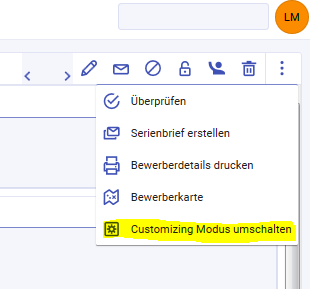 LM
Überprüfen
Serienbrief erstellen
Bewerberdetails drucken
Bewerberkarte
Customizing Modus umschalten